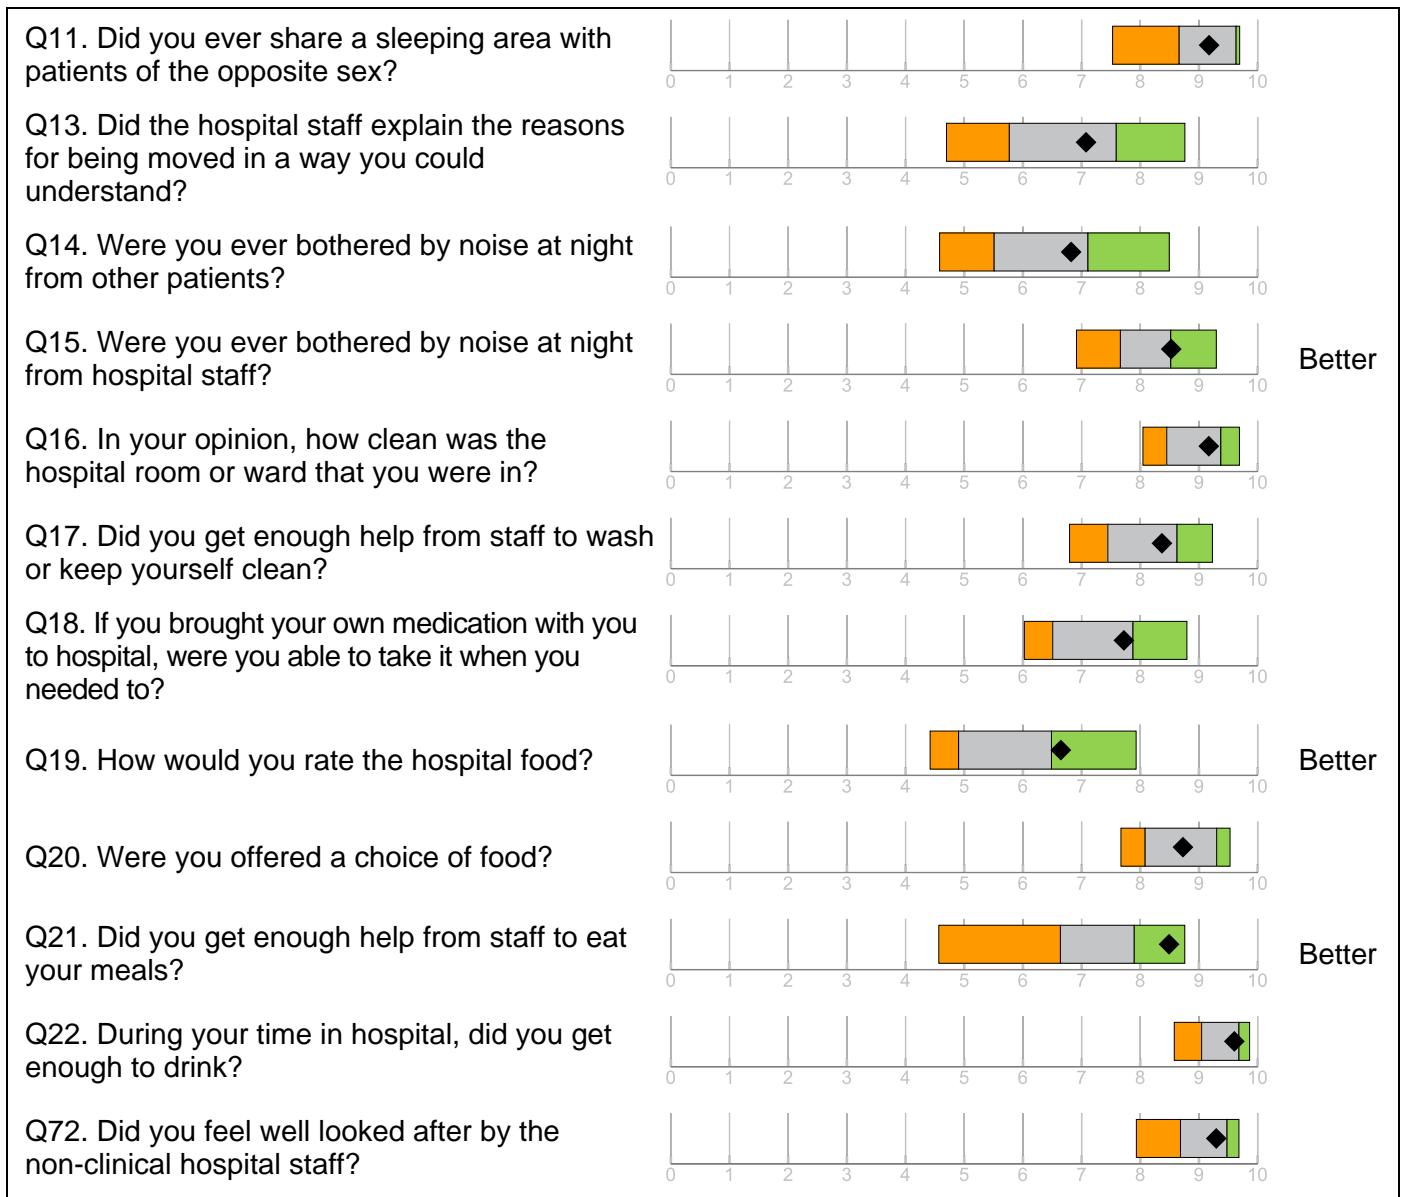 Q11. Did you ever share a sleeping area with
patients of the opposite sex?
0 1 2 3 4 5 6 7 8 9 10
Q13. Did the hospital staff explain the reasons
for being moved in a way you could
understand?
0 1 2 3 4 5 6 7 8 9 10
Q14. Were you ever bothered by noise at night
from other patients?
0 1 2 3 4 5 6 7 8 9 10
Q15. Were you ever bothered by noise at night
from hospital staff?
Better
0 1 2 3 4 5 6 7 8 9 10
Q16. In your opinion, how clean was the
hospital room or ward that you were in?
0 1 2 3 4 5 6 7 8 9 10
Q17. Did you get enough help from staff to wash
or keep yourself clean?
0 1 2 3 4 5 6 7 8 9 10
Q18. If you brought your own medication with you
to hospital, were you able to take it when you
needed to?
0 1 2 3 4 5 6 7 8 9 10
Q19. How would you rate the hospital food?
Better
0 1 2 3 4 5 6 7 8 9 10
Q20. Were you offered a choice of food?
0 1 2 3 4 5 6 7 8 9 10
Q21. Did you get enough help from staff to eat
your meals?
Better
0 1 2 3 4 5 6 7 8 9 10
Q22. During your time in hospital, did you get
enough to drink?
0 1 2 3 4 5 6 7 8 9 10
Q72. Did you feel well looked after by the
non-clinical hospital staff?
0 1 2 3 4 5 6 7 8 9 10